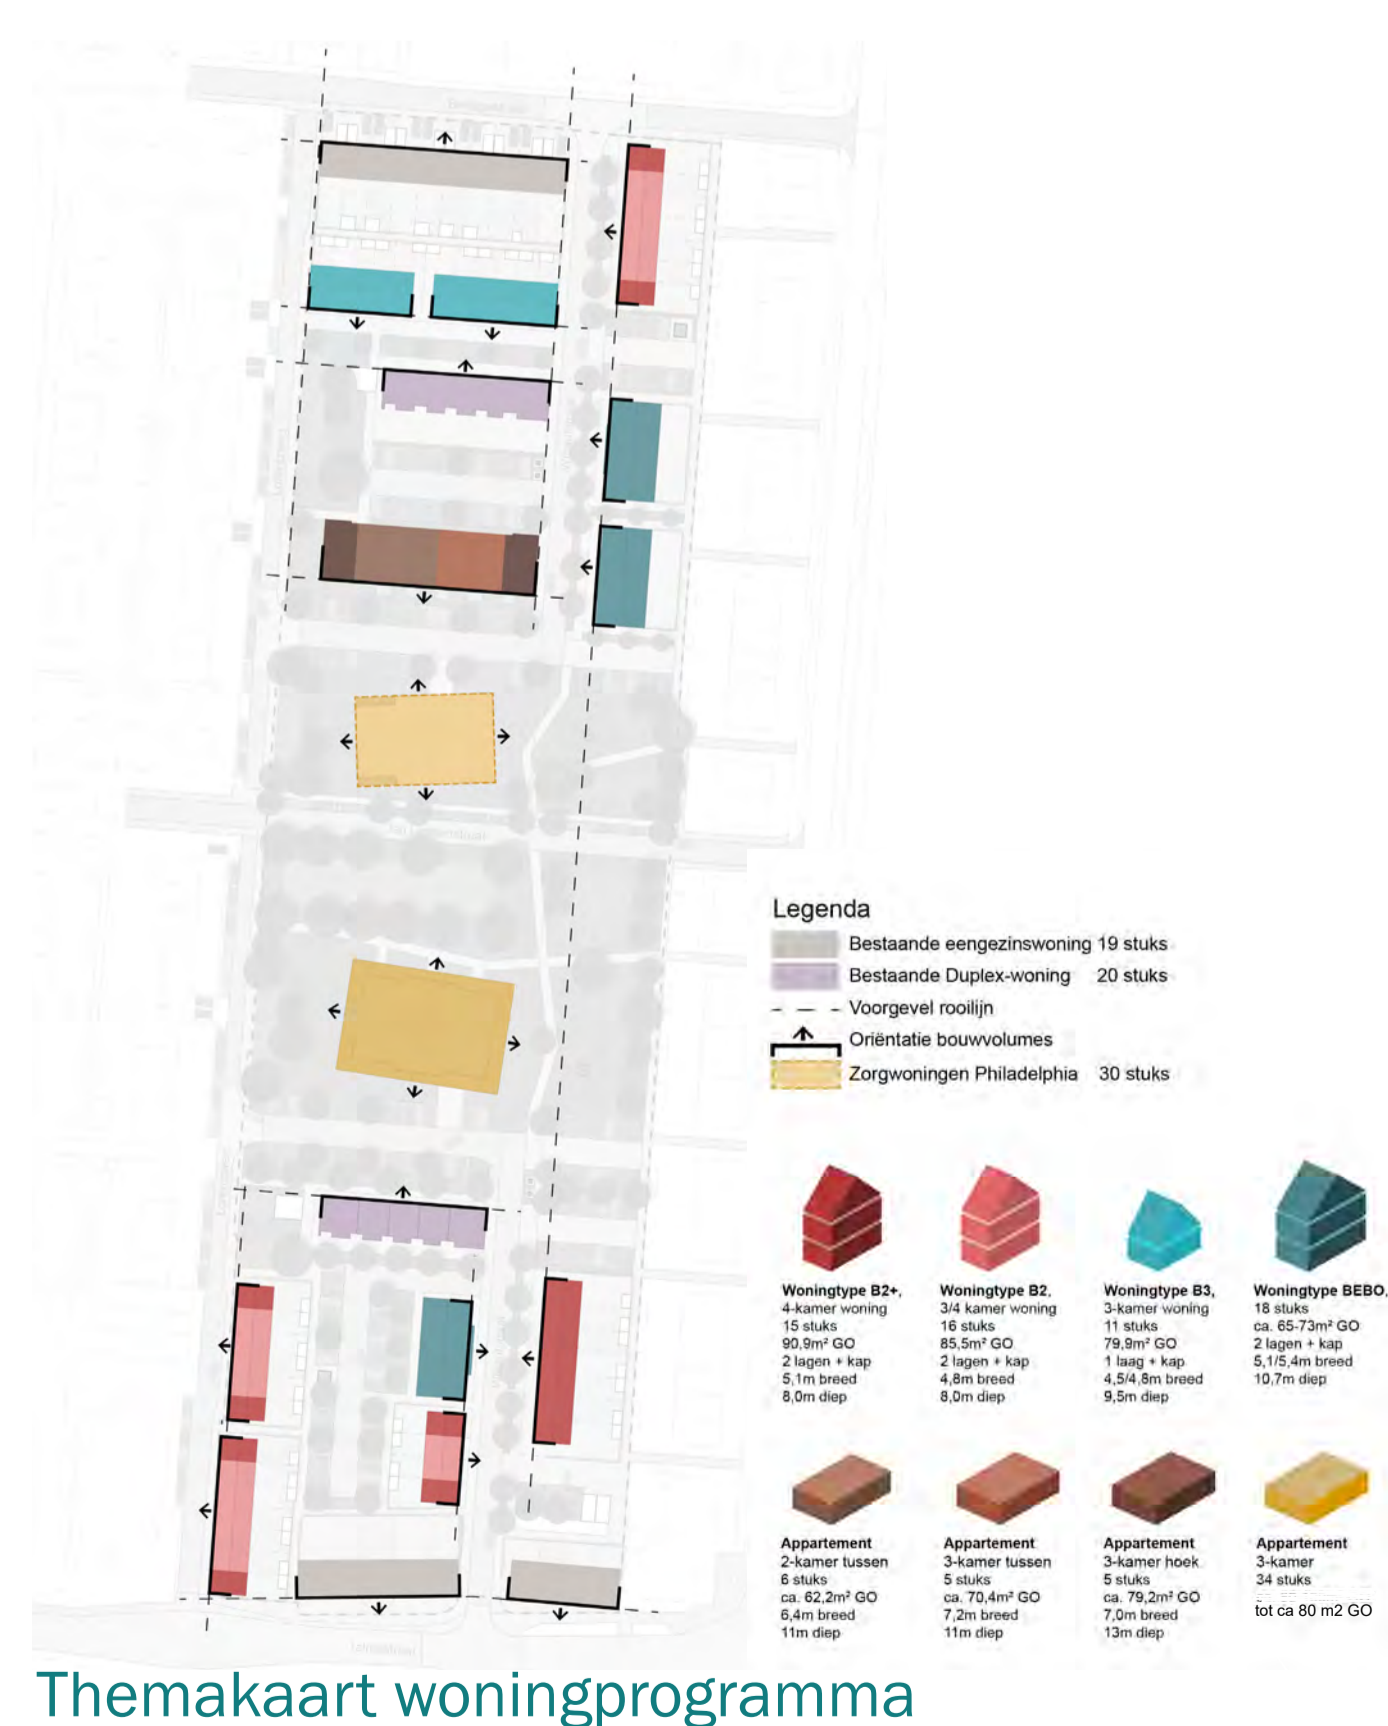 Legenda
Bestaande eengezinswoning 19 stuks
Bestaande Duplex-woning 20 stuks
Voorgevel rooilijn
Oriëntatie bouwvolumes
Zorgwoningen Philadelphia 30 stuks
Woningtype B2+,
4-kamer woning
15 stuks
90,9m² GO
2 lagen + kap
5,1m breed
8,0m diep
Woningtype B2,
3/4 kamer woning
16 stuks
85,5m² GO
2 lagen + kap
4,8m breed
8,0m diep
Woningtype B3,
3-kamer woning
11 stuks
79,9m² GO
1 laag + kap
4,5/4,8m breed
9,5m diep
Woningtype BEBO,
18 stuks
ca. 65-73m² GO
2 lagen + kap
5,1/5,4m breed
10,7m diep
Appartement
2-kamer tussen
6 stuks
ca. 62,2m² GO
6,4m breed
11m diep
Appartement
3-kamer tussen
5 stuks
ca. 70,4m² GO
7,2m breed
11m diep
Appartement
3-kamer hoek
5 stuks
ca. 79,2m² GO
7,0m breed
13m diep
Appartement
3-kamer
34 stuks
tot ca 80 m2 GO
Themakaart woningprogramma